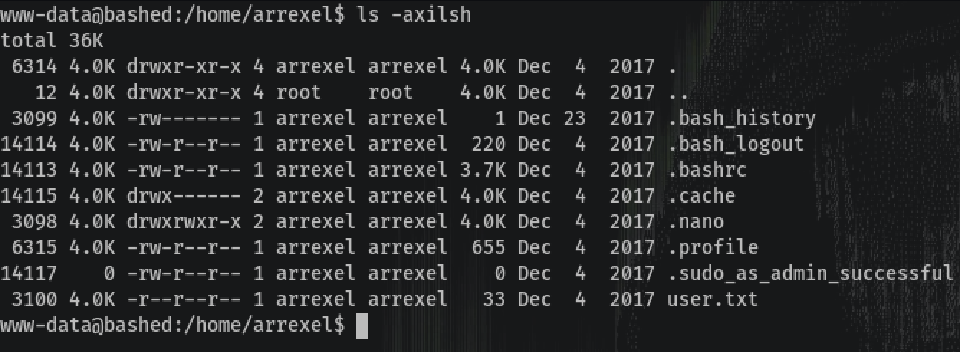 www-data@bashed:/home/arrexel$ ls -axilsh
total 36K
 6314 4.0K drwxr-xr-x 4 arrexel arrexel 4.0K Dec  4  2017 .
   12 4.0K drwxr-xr-x 4 root    root    4.0K Dec  4  2017 ..
 3099 4.0K -rw------- 1 arrexel arrexel    1 Dec 23  2017 .bash_history
14114 4.0K -rw-r--r-- 1 arrexel arrexel  220 Dec  4  2017 .bash_logout
14113 4.0K -rw-r--r-- 1 arrexel arrexel 3.7K Dec  4  2017 .bashrc
14115 4.0K drwx------ 2 arrexel arrexel 4.0K Dec  4  2017 .cache
 3098 4.0K drwxrwxr-x 2 arrexel arrexel 4.0K Dec  4  2017 .nano
 6315 4.0K -rw-r--r-- 1 arrexel arrexel  655 Dec  4  2017 .profile
14117    0 -rw-r--r-- 1 arrexel arrexel    0 Dec  4  2017 .sudo_as_admin_successful
 3100 4.0K -r--r--r-- 1 arrexel arrexel   33 Dec  4  2017 user.txt
www-data@bashed:/home/arrexel$